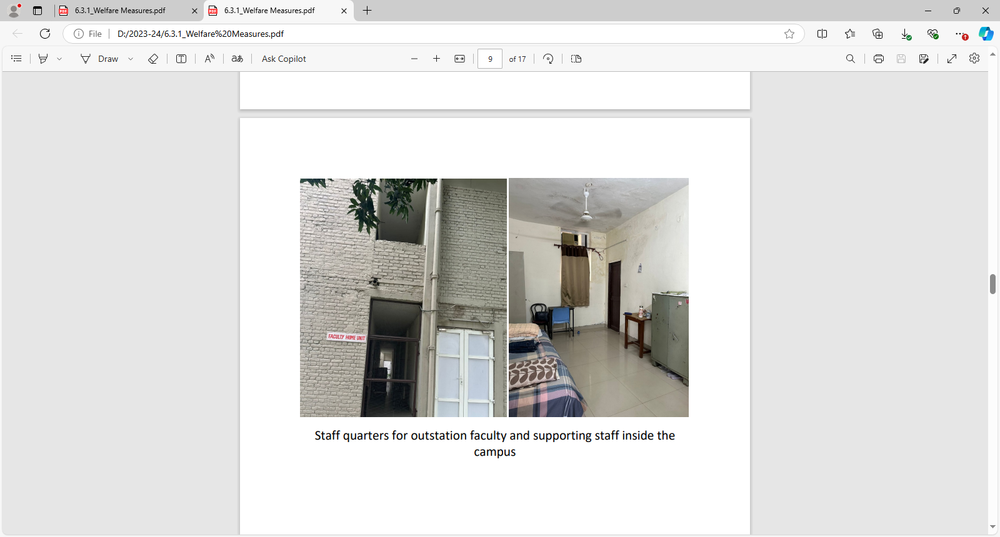 6.3.1_Welfare Measures.pdf
6.3.1_Welfare Measures.pdf
File
D:/2023-24/6.3.1_Welfare%20Measures.pdf
Draw
aあ
Ask Copilot
9 of 17
FACULTY HOME UNIT
Staff quarters for outstation faculty and supporting staff inside the
campus